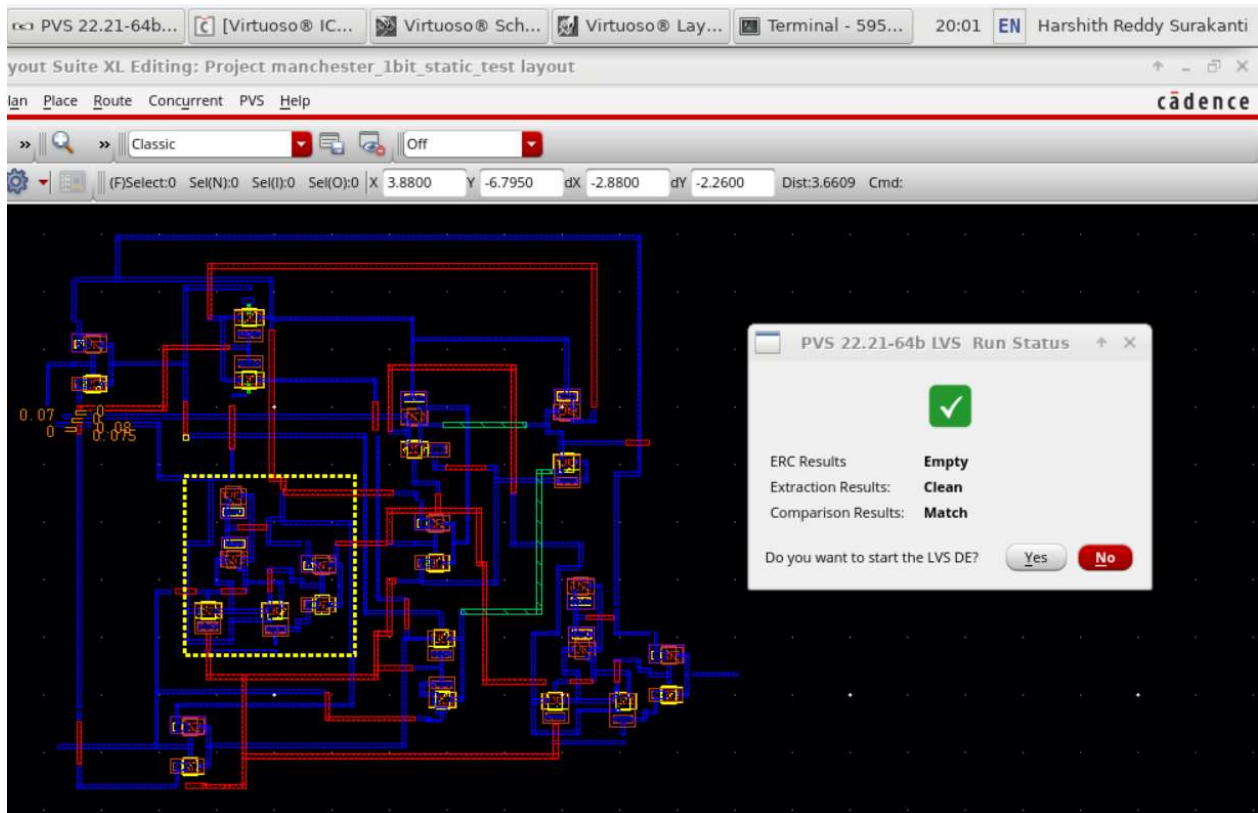 PVS 22.21-64b... [Virtuoso® IC... Virtuoso® Sch... Virtuoso® Lay... Terminal - 595... 20:01 EN Harshith Reddy Surakanti
yout Suite XL Editing: Project manchester_1bit_static_test layout
lan Place Route Concurrent PVS Help cādence
» » Classic Off
(F)Select:0 Sel(N):0 Sel(I):0 Sel(O):0 X 3.8800 Y -6.7950 dX -2.8800 dY -2.2600 Dist:3.6609 Cmd:
PVS 22.21-64b LVS Run Status
ERC Results Empty
Extraction Results: Clean
Comparison Results: Match
Do you want to start the LVS DE? Yes No
0.07
0
0.08
0.075